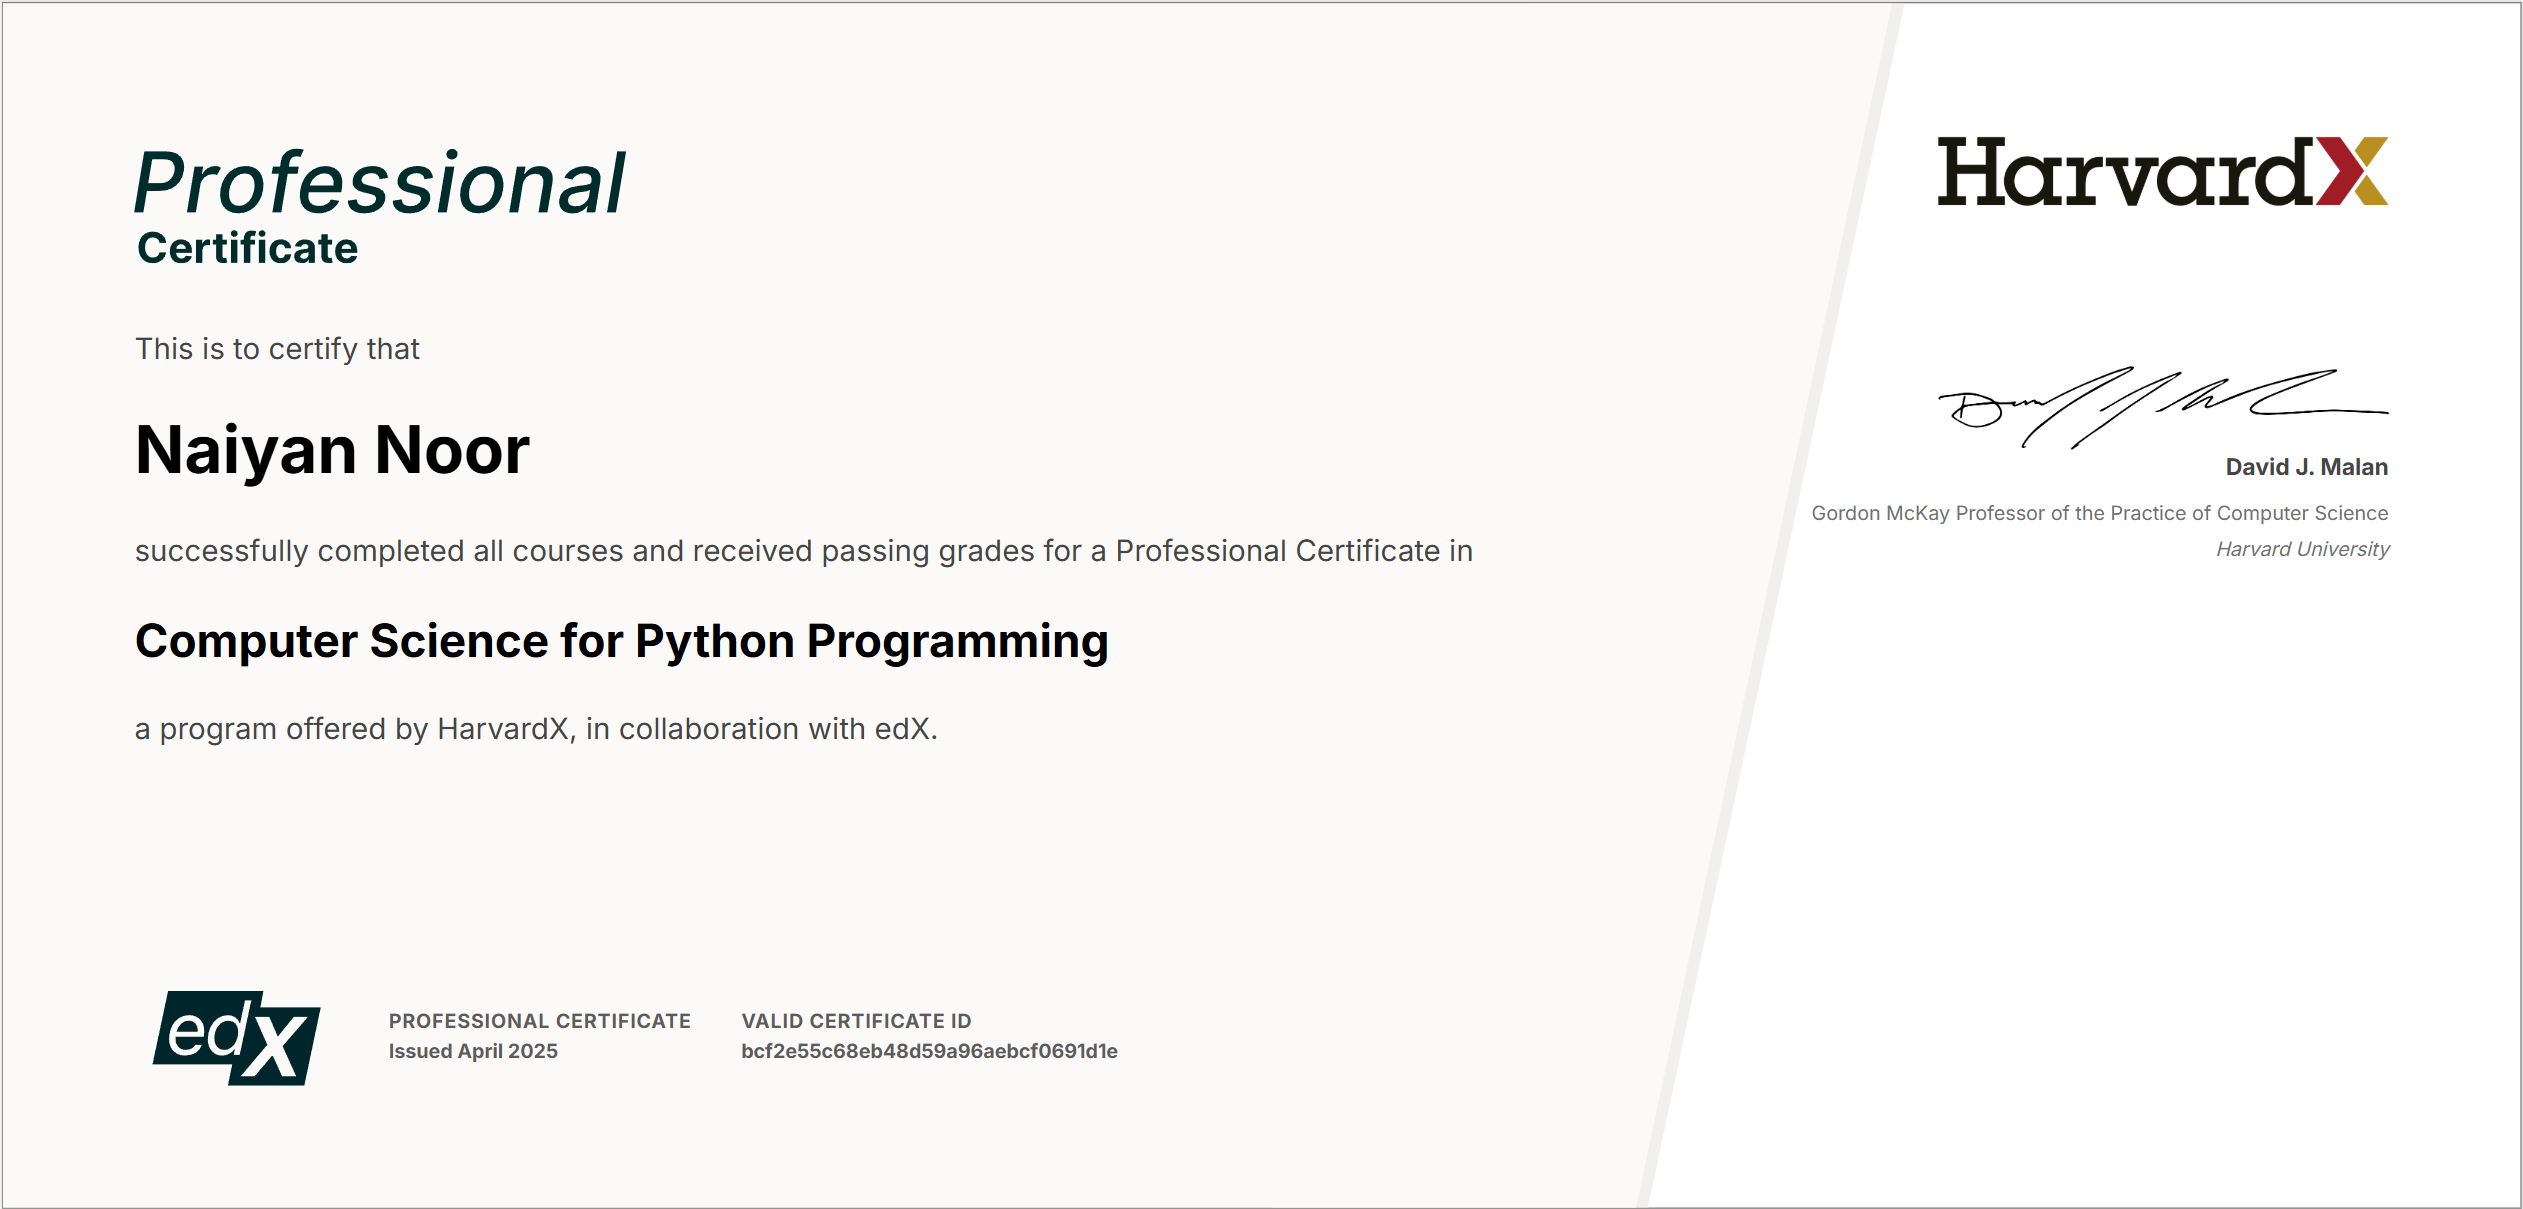 Professional
Certificate
This is to certify that
Naiyan Noor
successfully completed all courses and received passing grades for a Professional Certificate in
Computer Science for Python Programming
a program offered by HarvardX, in collaboration with edX.
edX
PROFESSIONAL CERTIFICATE
Issued April 2025
VALID CERTIFICATE ID
bcf2e55c68eb48d59a96aebcf0691d1e
HarvardX
David J. Malan
Gordon McKay Professor of the Practice of Computer Science
Harvard University